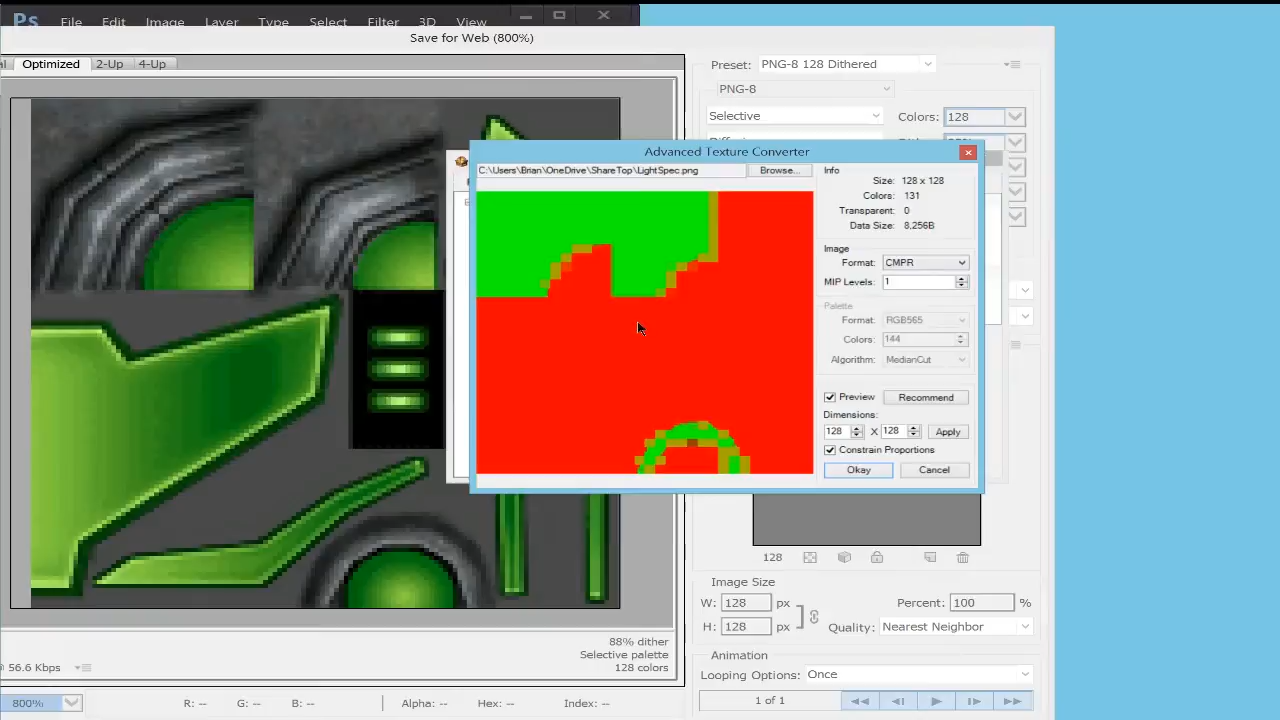 Ps File Edit Image Layer Type Select Filter 3D View
Save for Web (800%)
Optimized 2-Up 4-Up
Preset: PNG-8 128 Dithered
PNG-8
Selective Colors: 128
Advanced Texture Converter
C:\Users\Brian\OneDrive\ShareTop\LightSpec.png Browse...
Info
Size: 128 x 128
Colors: 131
Transparent: 0
Data Size: 8,256B
Image
Format: CMPR
MIP Levels: 1
Palette
Format: RGB565
Colors: 144
Algorithm: MedianCut
Preview Recommend
Dimensions:
128 X 128 Apply
Constrain Proportions
Okay Cancel
128
Image Size
W: 128 px Percent: 100 %
H: 128 px Quality: Nearest Neighbor
88% dither
Selective palette
@ 56.6 Kbps 128 colors
Animation
Looping Options: Once
800% R: -- G: -- B: -- Alpha: -- Hex: -- Index: -- 1 of 1